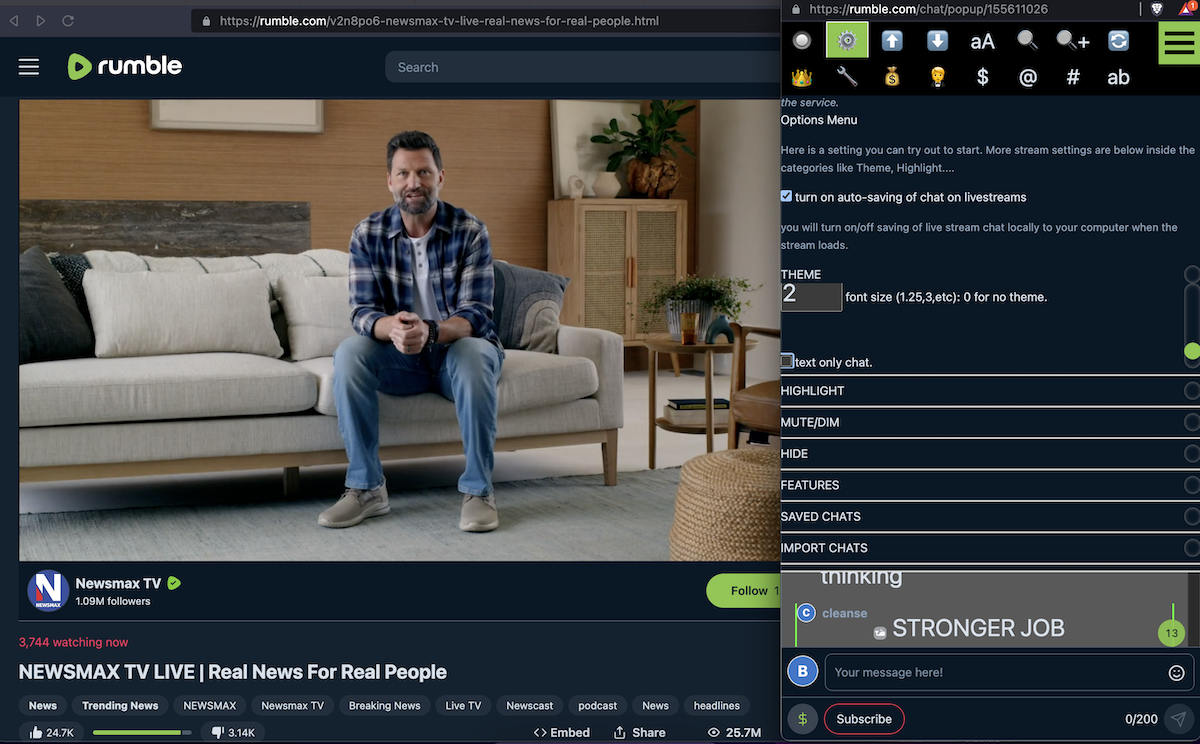 https://rumble.com/v2n8po6-newsmax-tv-live-real-news-for-real-people.html
rumble
Search
N
NEWSMAX
Newsmax TV
1.09M followers
Follow 1
3,744 watching now
NEWSMAX TV LIVE | Real News For Real People
News Trending News NEWSMAX Newsmax TV Breaking News Live TV Newscast podcast News headlines
24.7K 3.14K <> Embed Share 25.7M
https://rumble.com/chat/popup/155611026
1
aA +
$ @ # ab
the service.
Options Menu
Here is a setting you can try out to start. More stream settings are below inside the
categories like Theme, Highlight....
turn on auto-saving of chat on livestreams
you will turn on/off saving of live stream chat locally to your computer when the
stream loads.
THEME
2 font size (1.25,3,etc): 0 for no theme.
text only chat.
HIGHLIGHT
MUTE/DIM
HIDE
FEATURES
SAVED CHATS
IMPORT CHATS
thinking
C cleanse
STRONGER JOB
13
B Your message here!
$ Subscribe 0/200